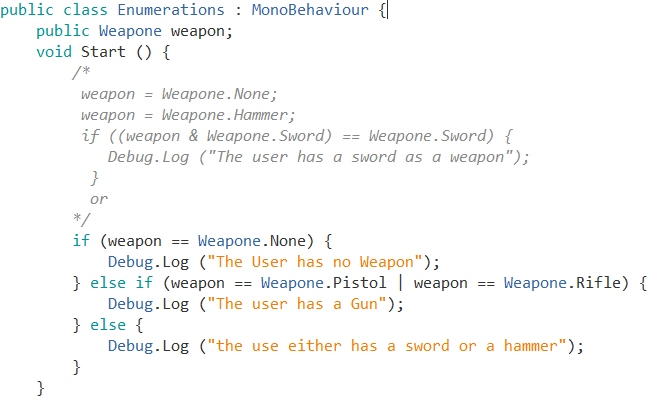 public class Enumerations : MonoBehaviour {
public Weapone weapon;
void Start () {
/*
weapon = Weapone.None;
weapon = Weapone.Hammer;
if ((weapon & Weapone.Sword) == Weapone.Sword) {
Debug.Log ("The user has a sword as a weapon");
}
or
*/
if (weapon == Weapone.None) {
Debug.Log ("The User has no Weapon");
} else if (weapon == Weapone.Pistol | weapon == Weapone.Rifle) {
Debug.Log ("The user has a Gun");
} else {
Debug.Log ("the use either has a sword or a hammer");
}
}